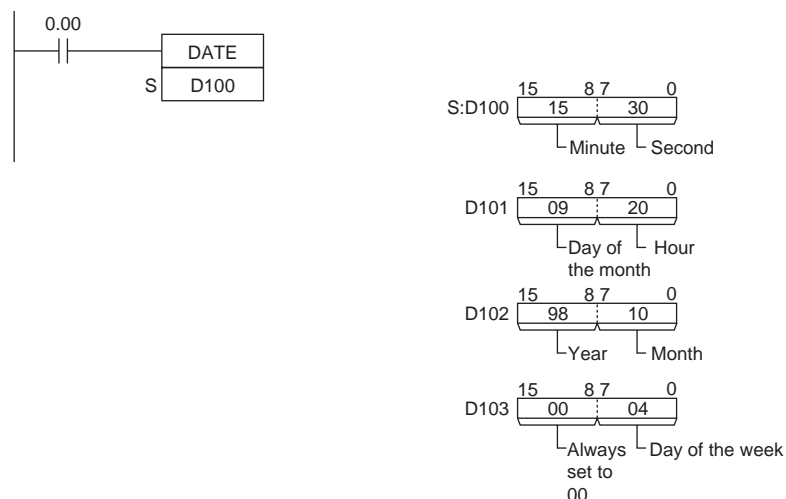 0.00
DATE
S D100
15 8 7 0
S:D100 15 30
Minute Second
15 8 7 0
D101 09 20
Day of Hour
the month
15 8 7 0
D102 98 10
Year Month
15 8 7 0
D103 00 04
Always Day of the week
set to
00